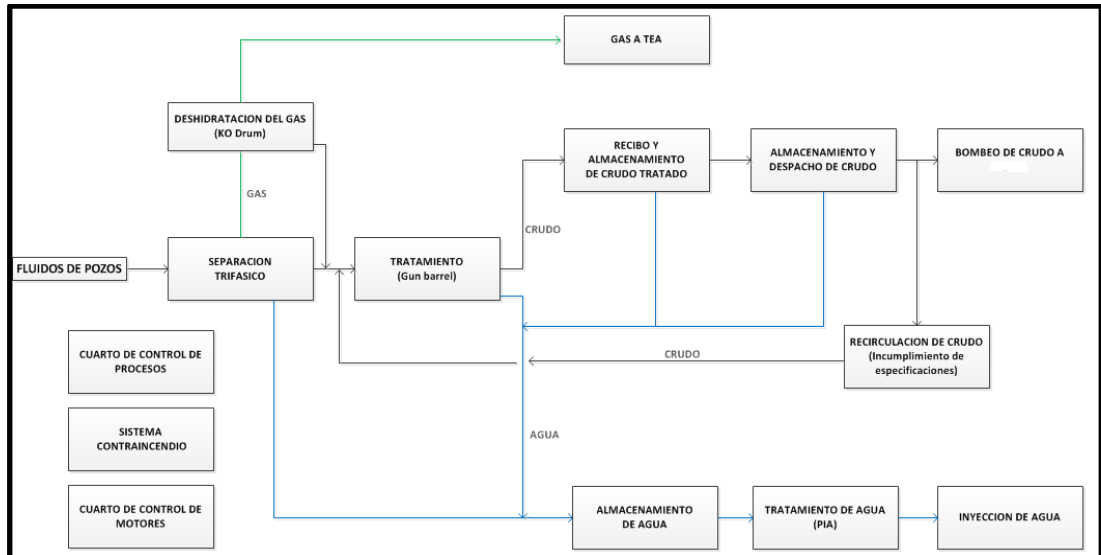 GAS A TEA
DESHIDRATACION DEL GAS
(KO Drum)
RECIBO Y
ALMACENAMIENTO
DE CRUDO TRATADO
ALMACENAMIENTO Y
DESPACHO DE CRUDO
BOMBEO DE CRUDO A
GAS
CRUDO
FLUIDOS DE POZOS
SEPARACION
TRIFASICO
TRATAMIENTO
(Gun barrel)
CUARTO DE CONTROL DE
PROCESOS
CRUDO
RECIRCULACION DE CRUDO
(Incumplimiento de
especificaciones)
SISTEMA
CONTRAINCENDIO
AGUA
CUARTO DE CONTROL DE
MOTORES
ALMACENAMIENTO
DE AGUA
TRATAMIENTO DE AGUA
(PIA)
INYECCION DE AGUA